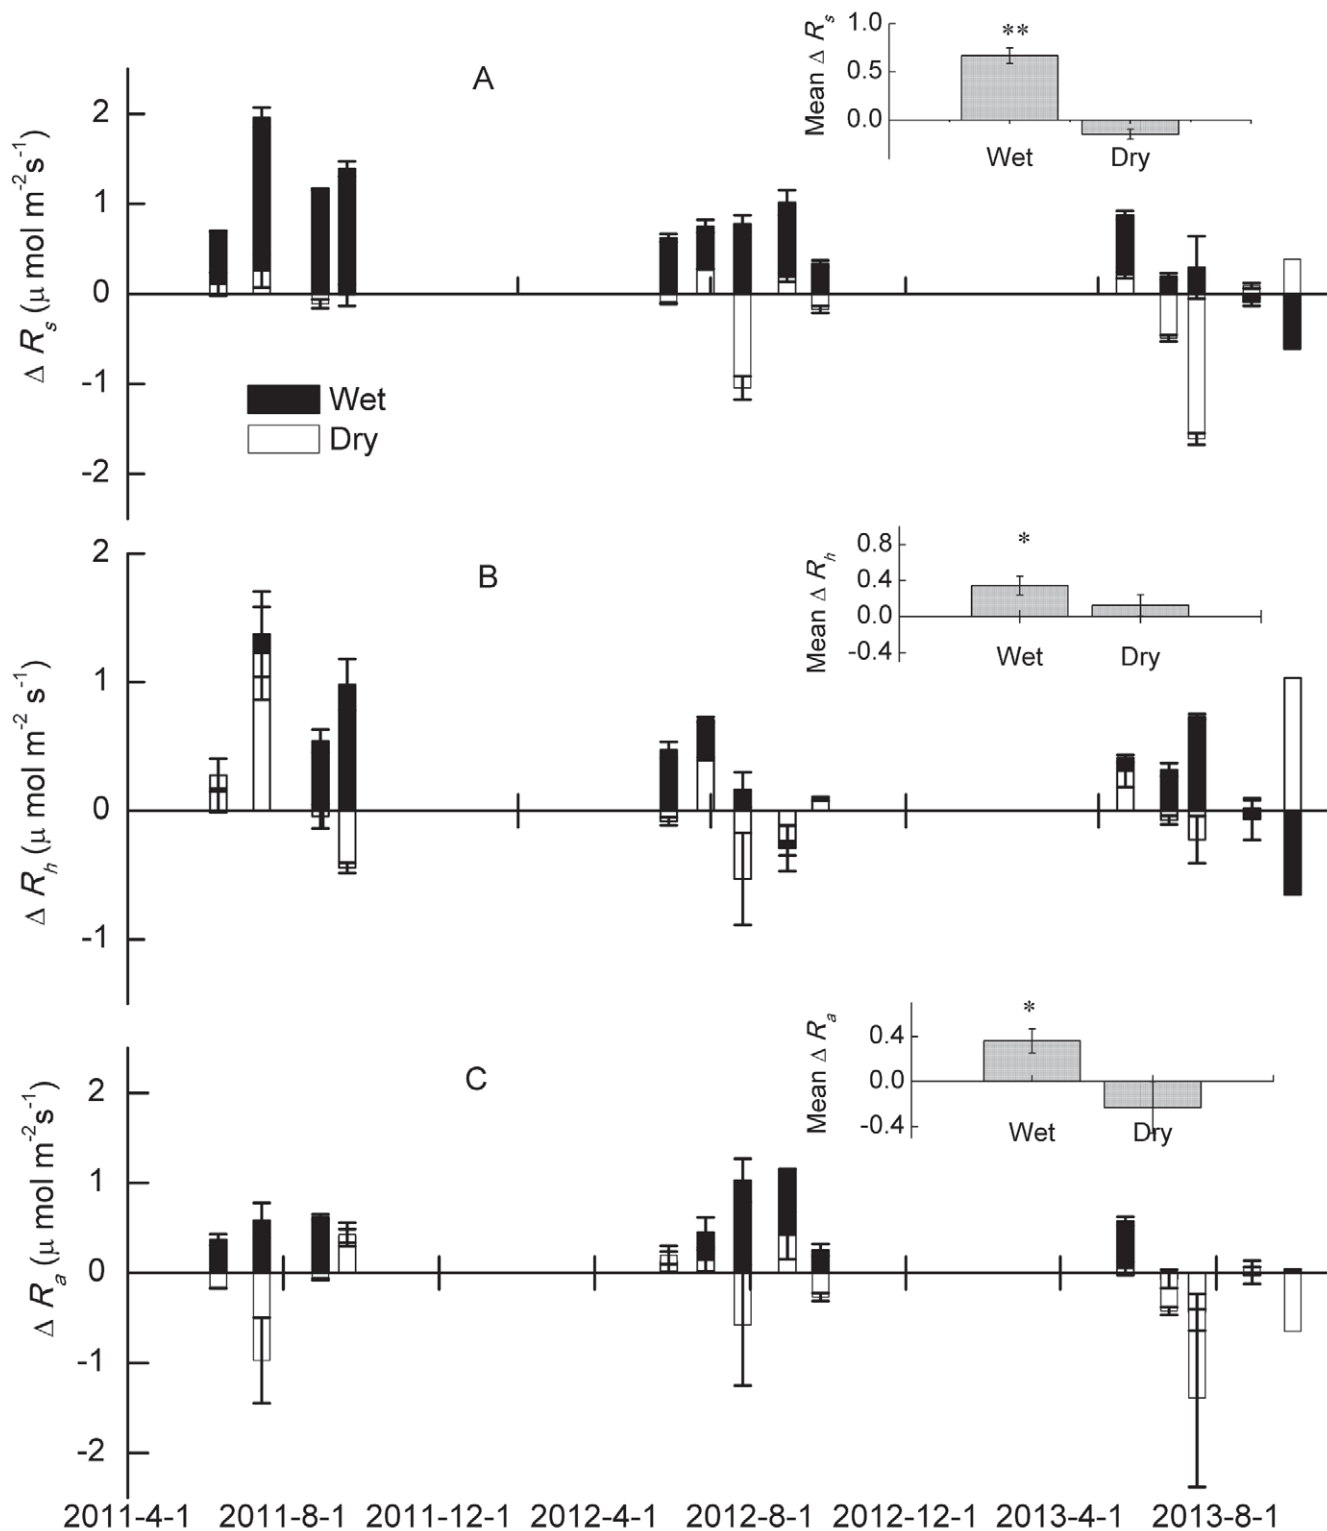 A
Δ Rs (μ mol m-2s-1)
2
1
0
-1
-2
Wet
Dry
Mean Δ Rs
1.0
0.5
0.0
**
Wet Dry
B
Δ Rh (μ mol m-2 s-1)
2
1
0
-1
Mean Δ Rh
0.8
0.4
0.0
-0.4
*
Wet Dry
C
Δ Ra (μ mol m-2s-1)
2
1
0
-1
-2
Mean Δ Ra
0.4
0.0
-0.4
*
Wet Dry
2011-4-1 2011-8-1 2011-12-1 2012-4-1 2012-8-1 2012-12-1 2013-4-1 2013-8-1